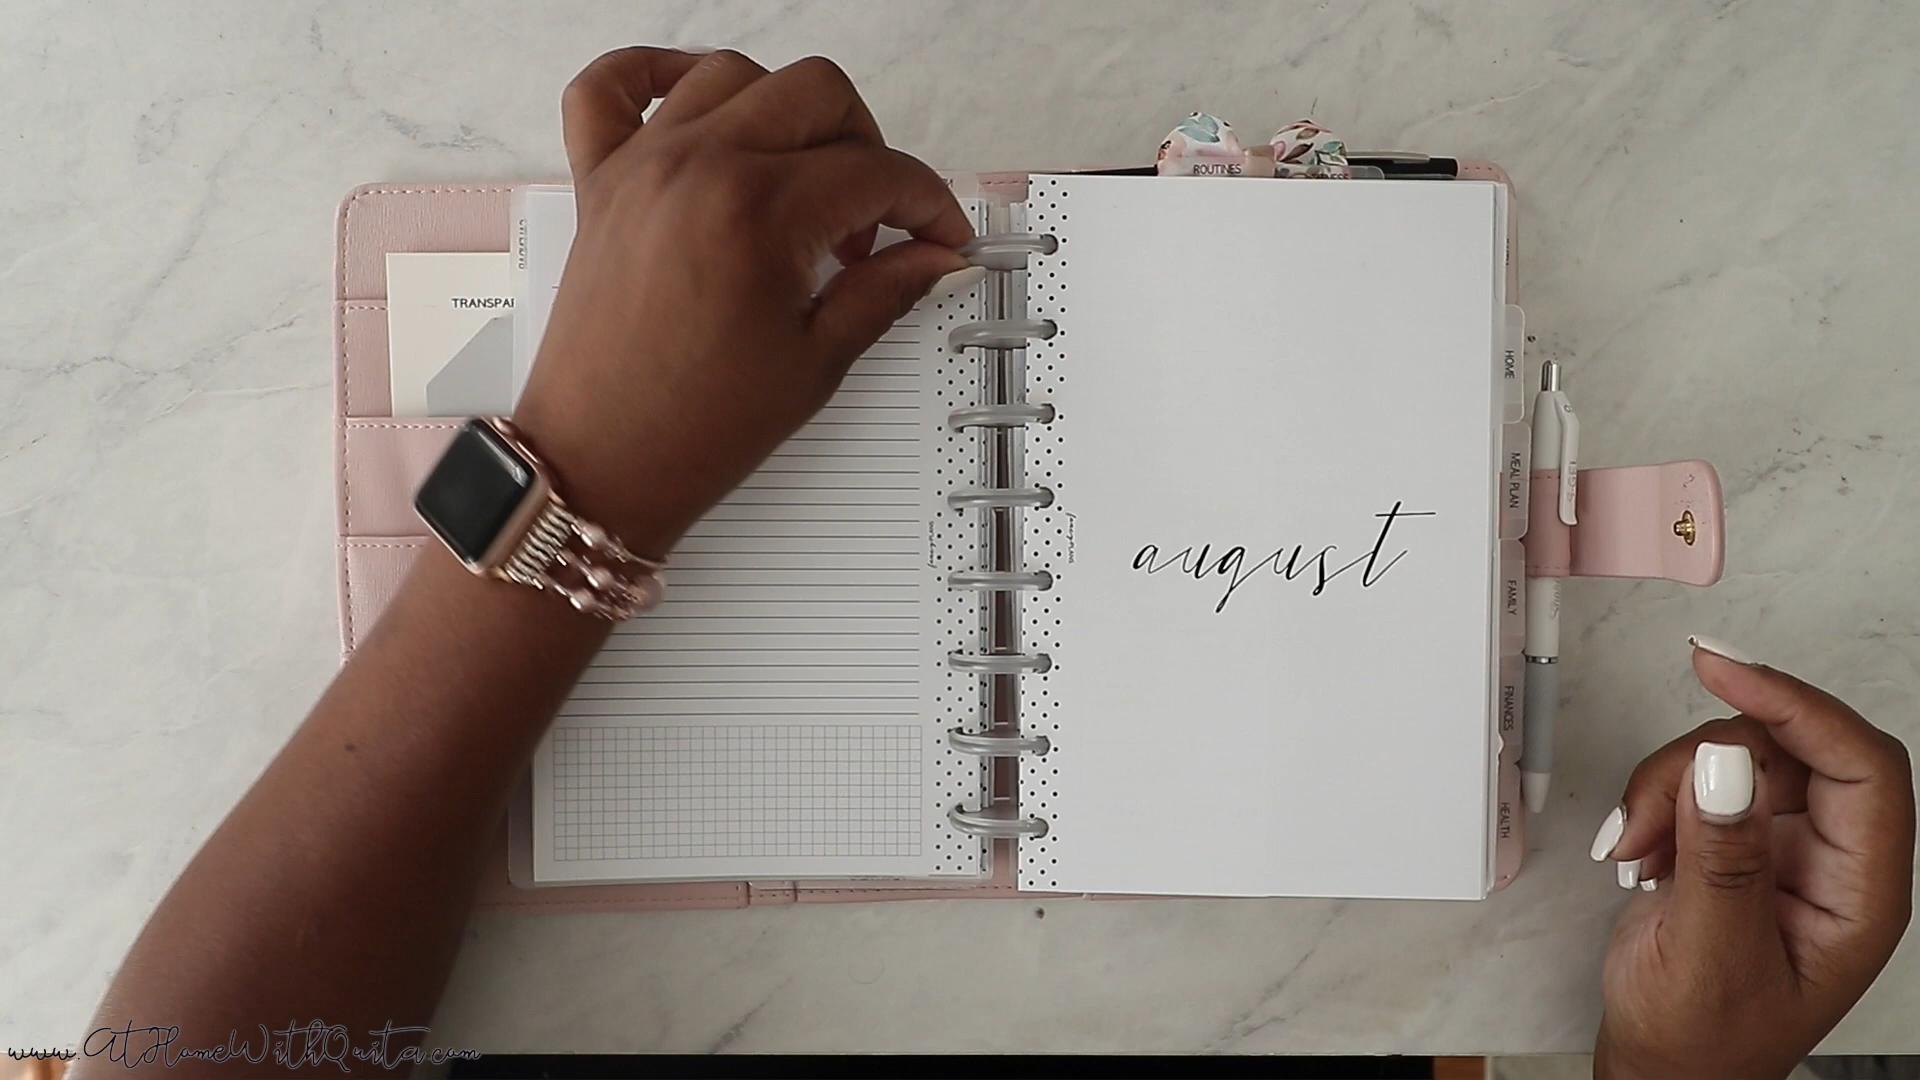 ROUTINES
TRANSPAR
HOME
MEAL PLAN
august
FAMILY
FINANCES
HEALTH
www.AtHomeWithQuita.com